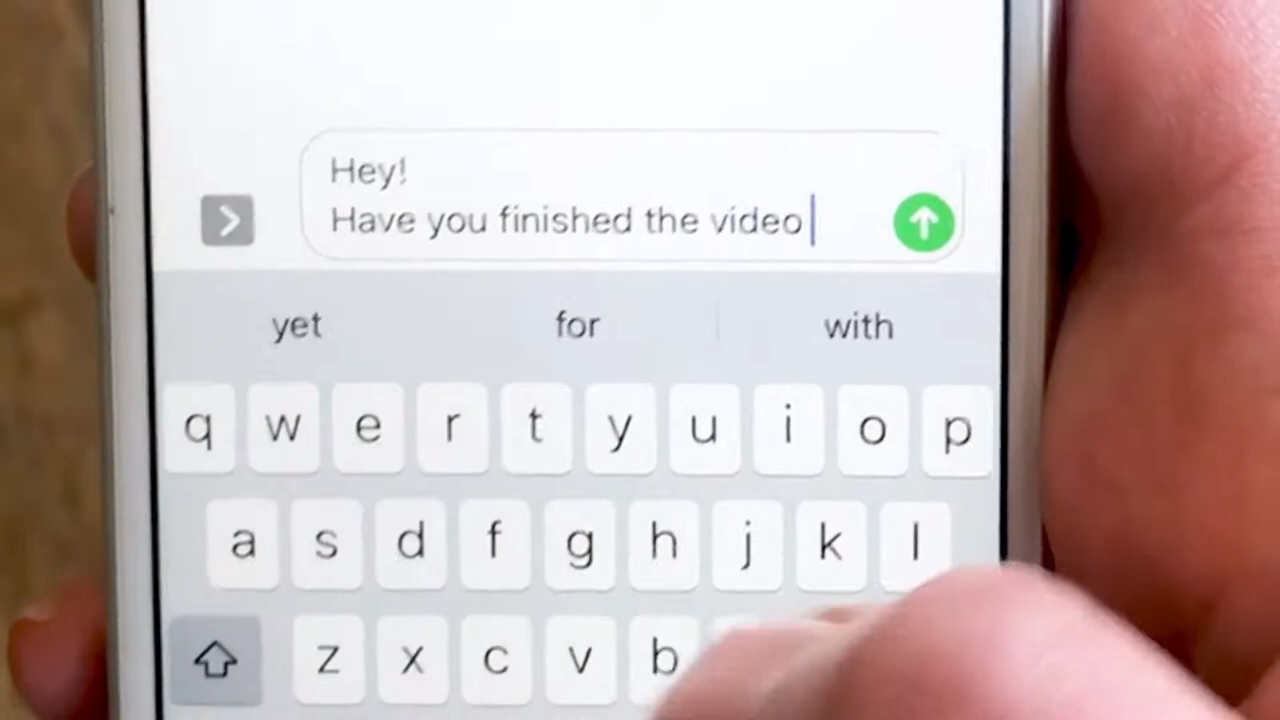 Hey!
Have you finished the video
yet for with
q w e r t y u i o p
a s d f g h j k l
z x c v b